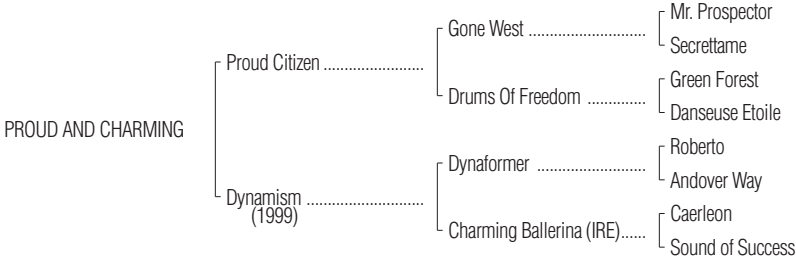 Mr. Prospector
Gone West ............................
Secrettame
Proud Citizen ........................
Green Forest
Drums Of Freedom ..............
Danseuse Etoile
PROUD AND CHARMING
Roberto
Dynaformer ..........................
Andover Way
Dynamism ............................
(1999)
Caerleon
Charming Ballerina (IRE)......
Sound of Success